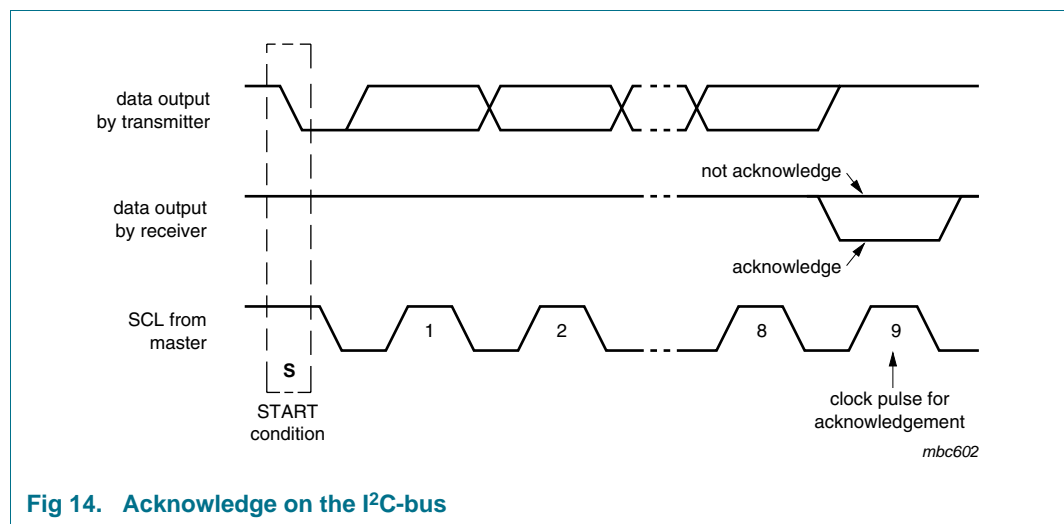 data output
by transmitter
not acknowledge
data output
by receiver
acknowledge
SCL from
master
1
2
8
9
S
START
condition
clock pulse for
acknowledgement
mbc602
Fig 14. Acknowledge on the I²C-bus